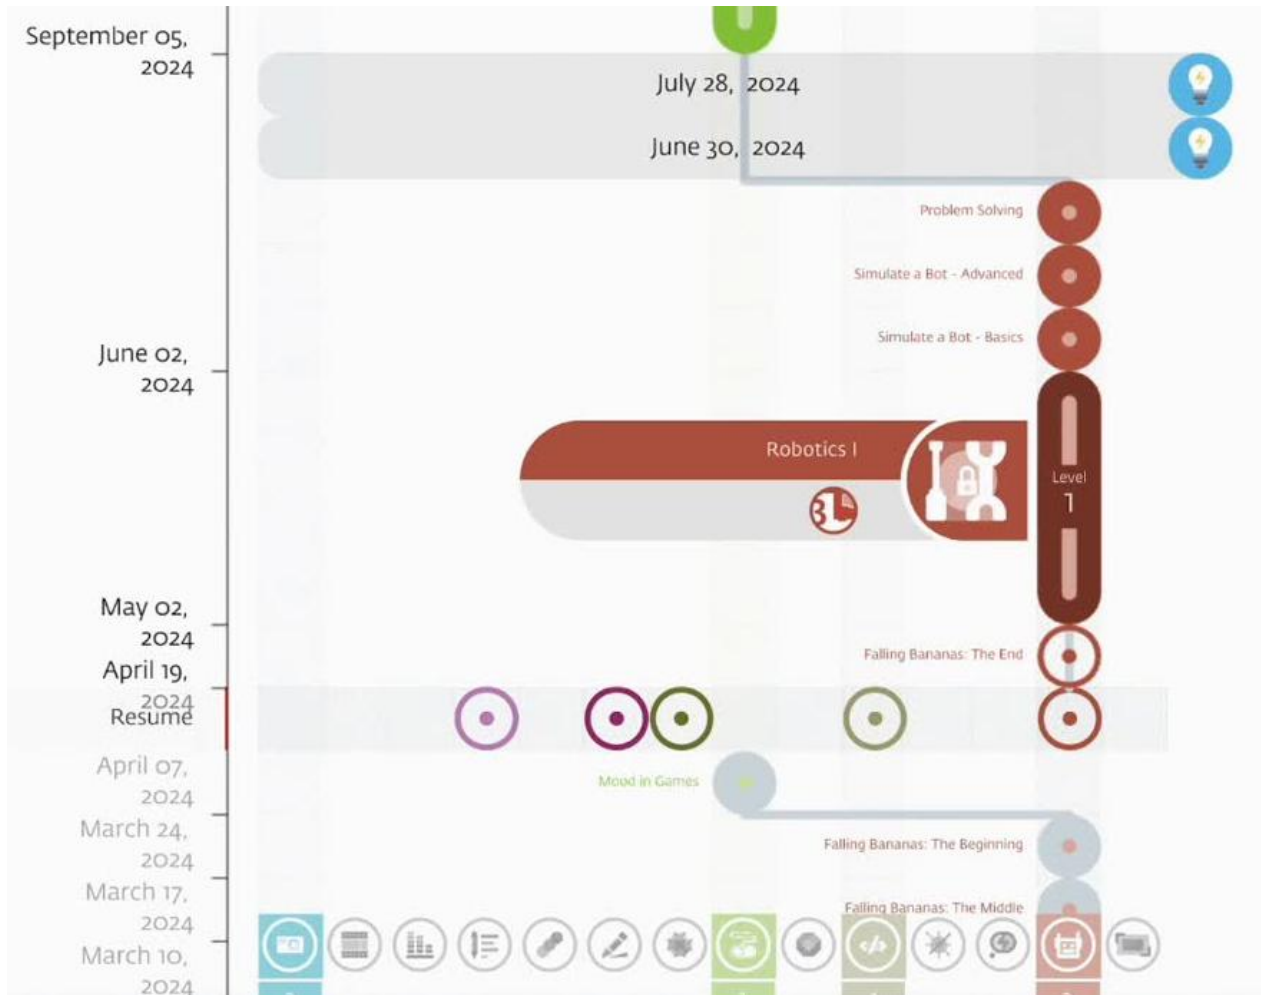 September 05,
2024
July 28, 2024
June 30, 2024
Problem Solving
Simulate a Bot - Advanced
Simulate a Bot - Basics
June 02,
2024
Robotics I
3
Level
1
May 02,
2024
Falling Bananas: The End
April 19,
2024
Resume
April 07,
2024
Mood in Games
March 24,
2024
Falling Bananas: The Beginning
March 17,
2024
Falling Bananas: The Middle
March 10,
2024